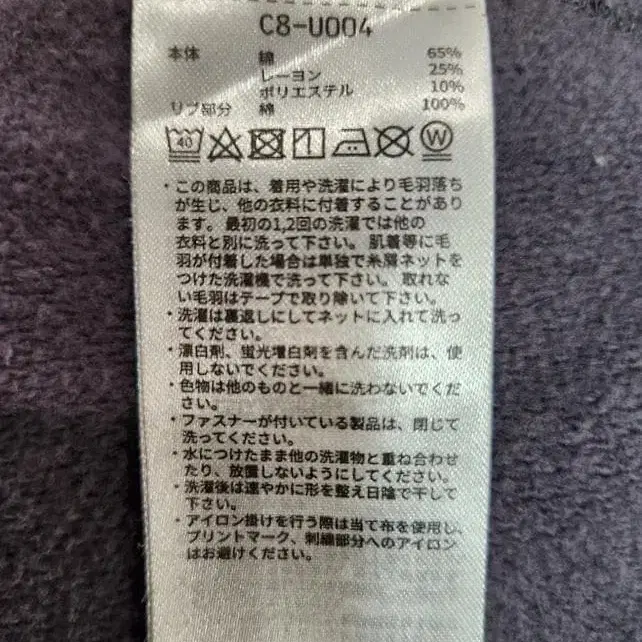 C8-U004
本体 綿 65%
レーヨン 25%
ポリエステル 10%
リブ部分 綿 100%
40 W
・この商品は、着用や洗濯により毛羽落ち
が生じ、他の衣料に付着することがあり
ます。最初の1,2回の洗濯では他の
衣料と別に洗って下さい。肌着等に毛
羽が付着した場合は単独で糸屑ネットを
つけた洗濯機で洗って下さい。取れな
い毛羽はテープで取り除いて下さい。
・洗濯は裏返しにしてネットに入れて洗っ
てください。
・漂白剤、蛍光増白剤を含んだ洗剤は、使
用しないでください。
・色物は他のものと一緒に洗わないでくだ
さい。
・ファスナーが付いている製品は、閉じて
洗ってください。
・水につけたまま他の洗濯物と重ね合わせ
たり、放置しないようにしてください。
・洗濯後は速やかに形を整え日陰で干して
下さい。
・アイロン掛けを行う際は当て布を使用し、
プリントマーク、刺繍部分へのアイロン
はお避けください。